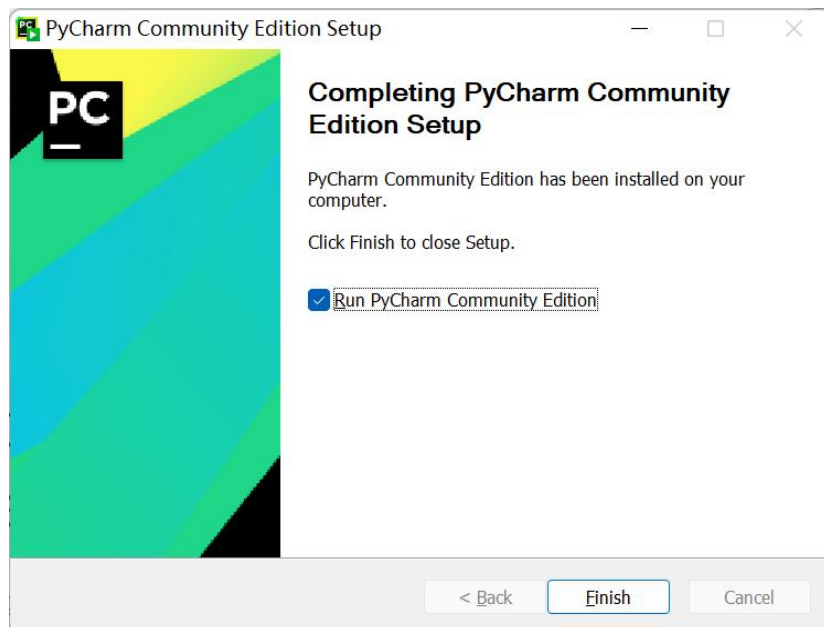 PyCharm Community Edition Setup
PC
Completing PyCharm Community
Edition Setup
PyCharm Community Edition has been installed on your
computer.
Click Finish to close Setup.
Run PyCharm Community Edition
< Back
Finish
Cancel